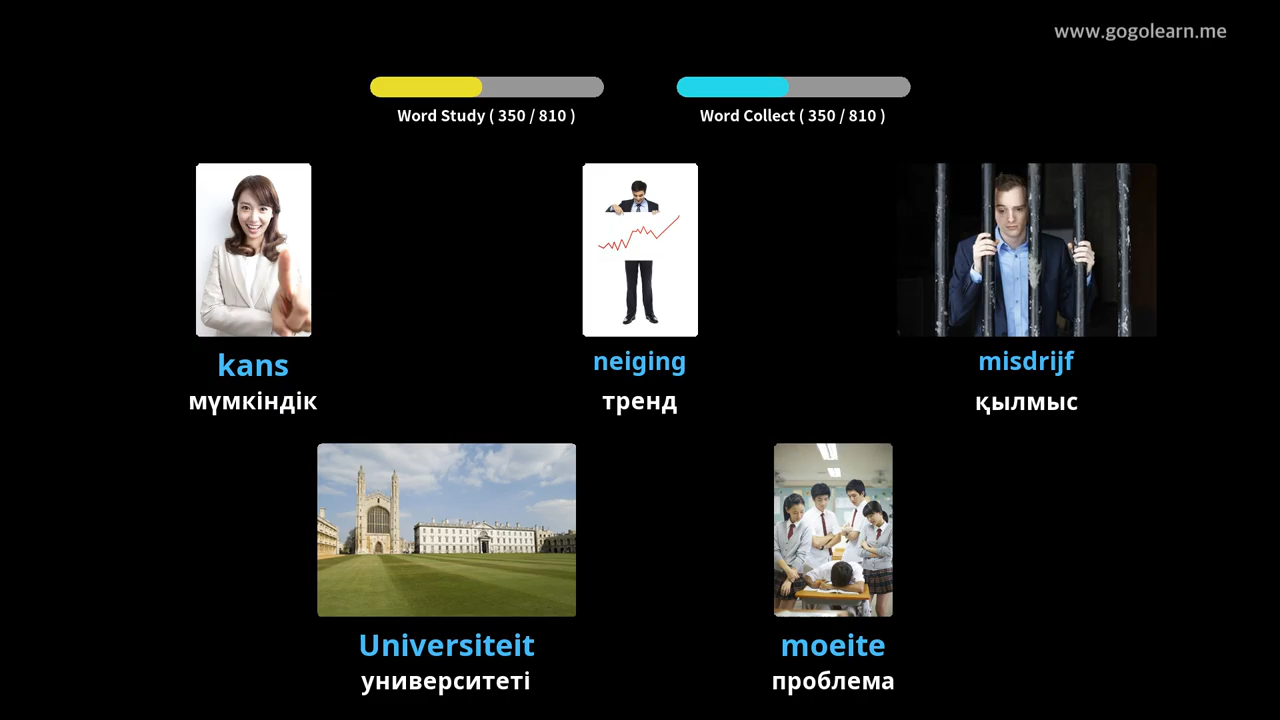 www.gogolearn.me
Word Study ( 350 / 810 )
Word Collect ( 350 / 810 )
kans
мүмкіндік
neiging
тренд
misdrijf
қылмыс
Universiteit
университеті
moeite
проблема